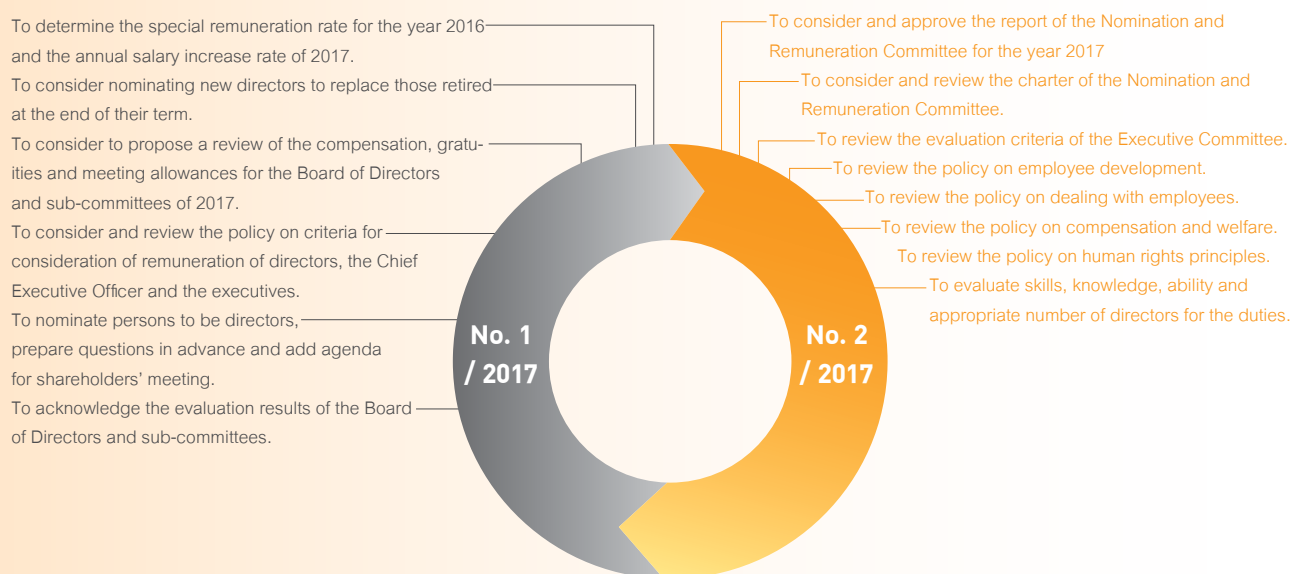 To determine the special remuneration rate for the year 2016
and the annual salary increase rate of 2017.
To consider nominating new directors to replace those retired
at the end of their term.
To consider to propose a review of the compensation, gratu-
ities and meeting allowances for the Board of Directors
and sub-committees of 2017.
To consider and review the policy on criteria for
consideration of remuneration of directors, the Chief
Executive Officer and the executives.
To nominate persons to be directors,
prepare questions in advance and add agenda
for shareholders' meeting.
To acknowledge the evaluation results of the Board
of Directors and sub-committees.
No. 1
/ 2017
No. 2
/ 2017
To consider and approve the report of the Nomination and
Remuneration Committee for the year 2017
To consider and review the charter of the Nomination and
Remuneration Committee.
To review the evaluation criteria of the Executive Committee.
To review the policy on employee development.
To review the policy on dealing with employees.
To review the policy on compensation and welfare.
To review the policy on human rights principles.
To evaluate skills, knowledge, ability and
appropriate number of directors for the duties.